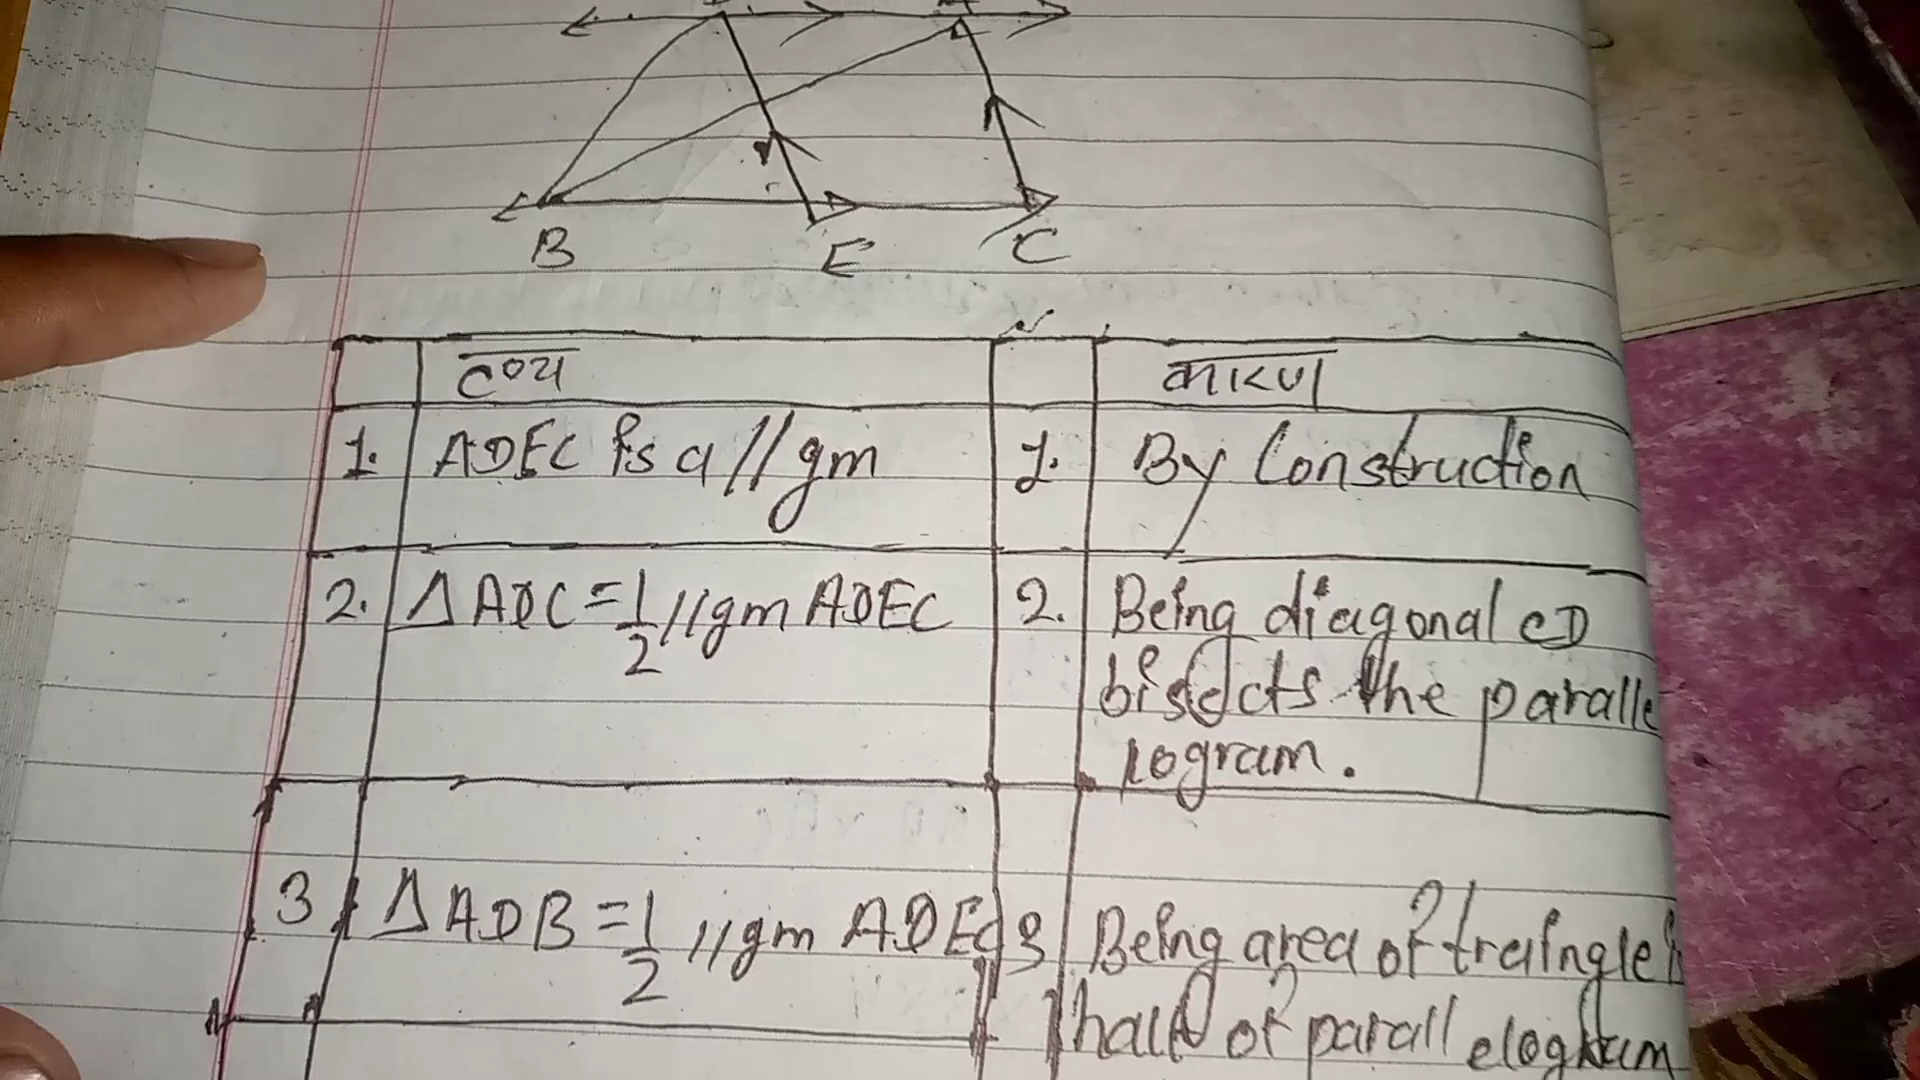 B E C
तथ्य कारण
1. ADEC is a //gm 1. By Construction
2. Δ ADC = 1/2 //gm ADEC 2. Being diagonal CD
bisects the paralle
logram.
3 Δ ADB = 1/2 //gm ADEC 3 Being area of traingle
half of parallelogram